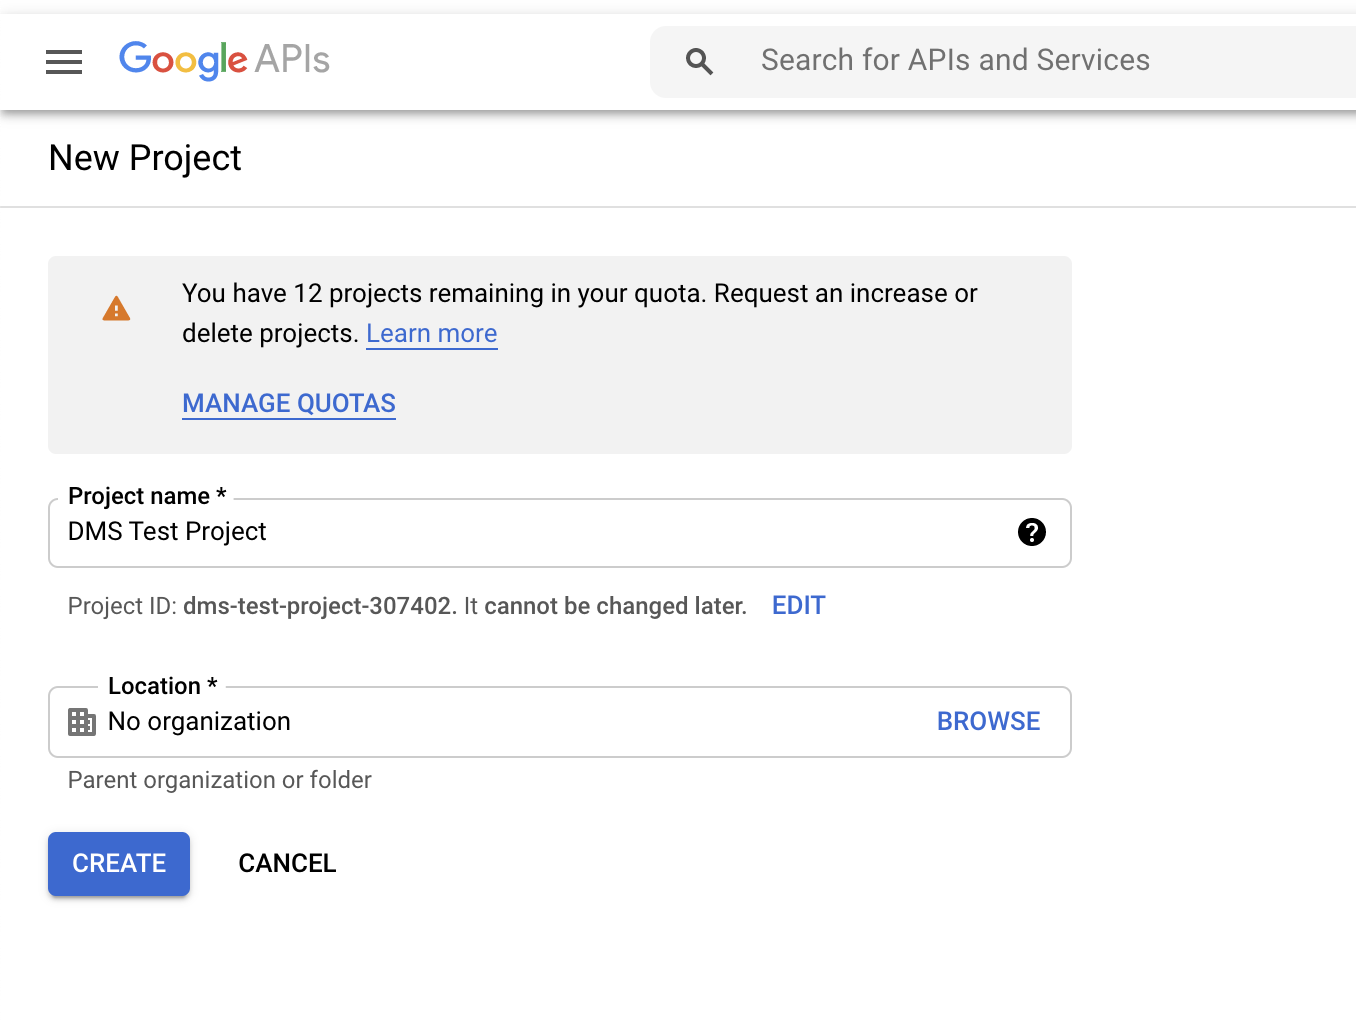 Google APIs
Search for APIs and Services
New Project
You have 12 projects remaining in your quota. Request an increase or
delete projects. Learn more
MANAGE QUOTAS
Project name *
DMS Test Project
Project ID: dms-test-project-307402. It cannot be changed later. EDIT
Location *
No organization
BROWSE
Parent organization or folder
CREATE
CANCEL